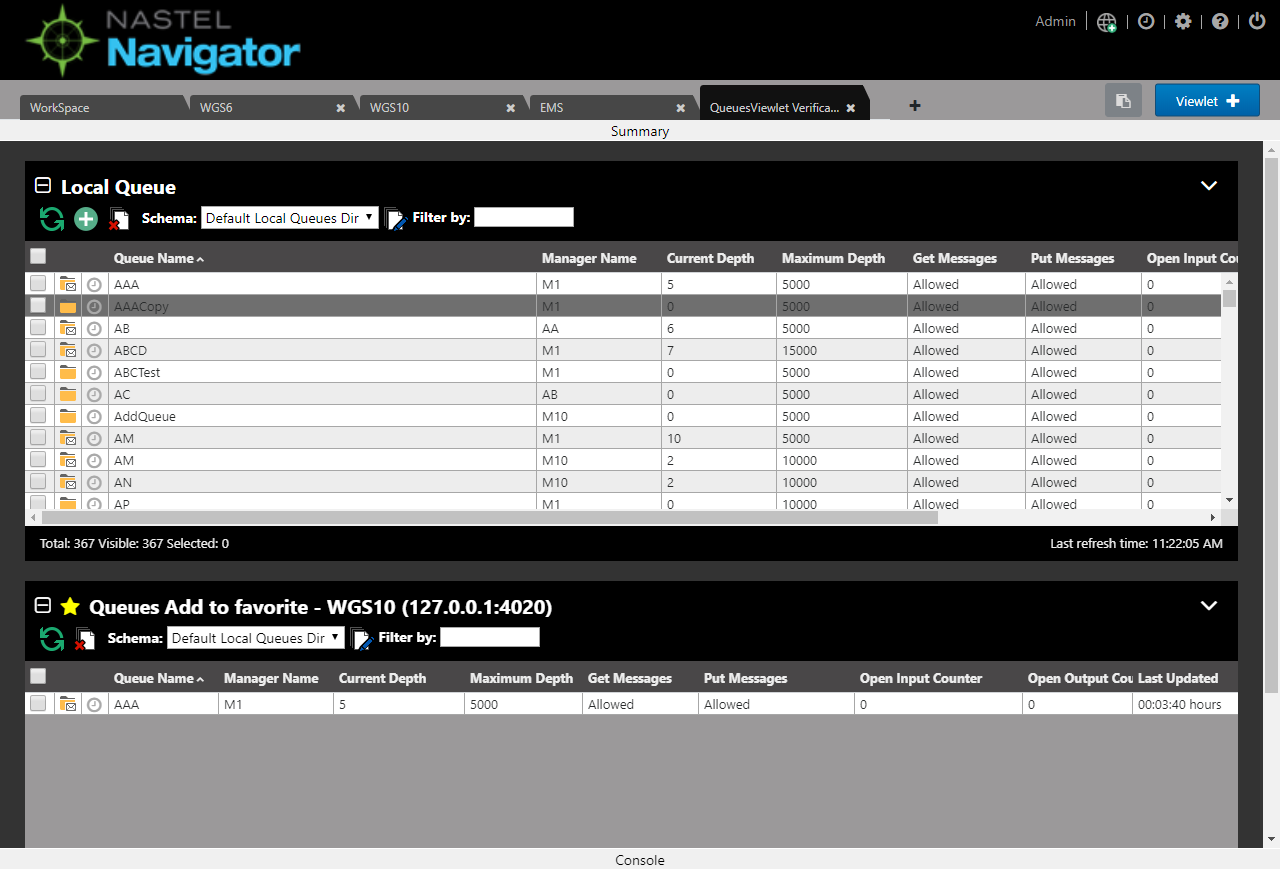 NASTEL
Navigator
Admin
WorkSpace WGS6 WGS10 EMS QueuesViewlet Verifica... Viewlet
Summary
Local Queue
Schema: Default Local Queues Dir Filter by:
Queue Name Manager Name Current Depth Maximum Depth Get Messages Put Messages Open Input Cou
AAA M1 5 5000 Allowed Allowed 0
AAACopy M1 0 5000 Allowed Allowed 0
AB AA 6 5000 Allowed Allowed 0
ABCD M1 7 15000 Allowed Allowed 0
ABCTest M1 0 5000 Allowed Allowed 0
AC AB 0 5000 Allowed Allowed 0
AddQueue M10 0 5000 Allowed Allowed 0
AM M1 10 5000 Allowed Allowed 0
AM M10 2 10000 Allowed Allowed 0
AN M10 2 10000 Allowed Allowed 0
AP M1 0 10000 Allowed Allowed 0
Total: 367 Visible: 367 Selected: 0 Last refresh time: 11:22:05 AM
Queues Add to favorite - WGS10 (127.0.0.1:4020)
Schema: Default Local Queues Dir Filter by:
Queue Name Manager Name Current Depth Maximum Depth Get Messages Put Messages Open Input Counter Open Output Cou Last Updated
AAA M1 5 5000 Allowed Allowed 0 0 00:03:40 hours
Console